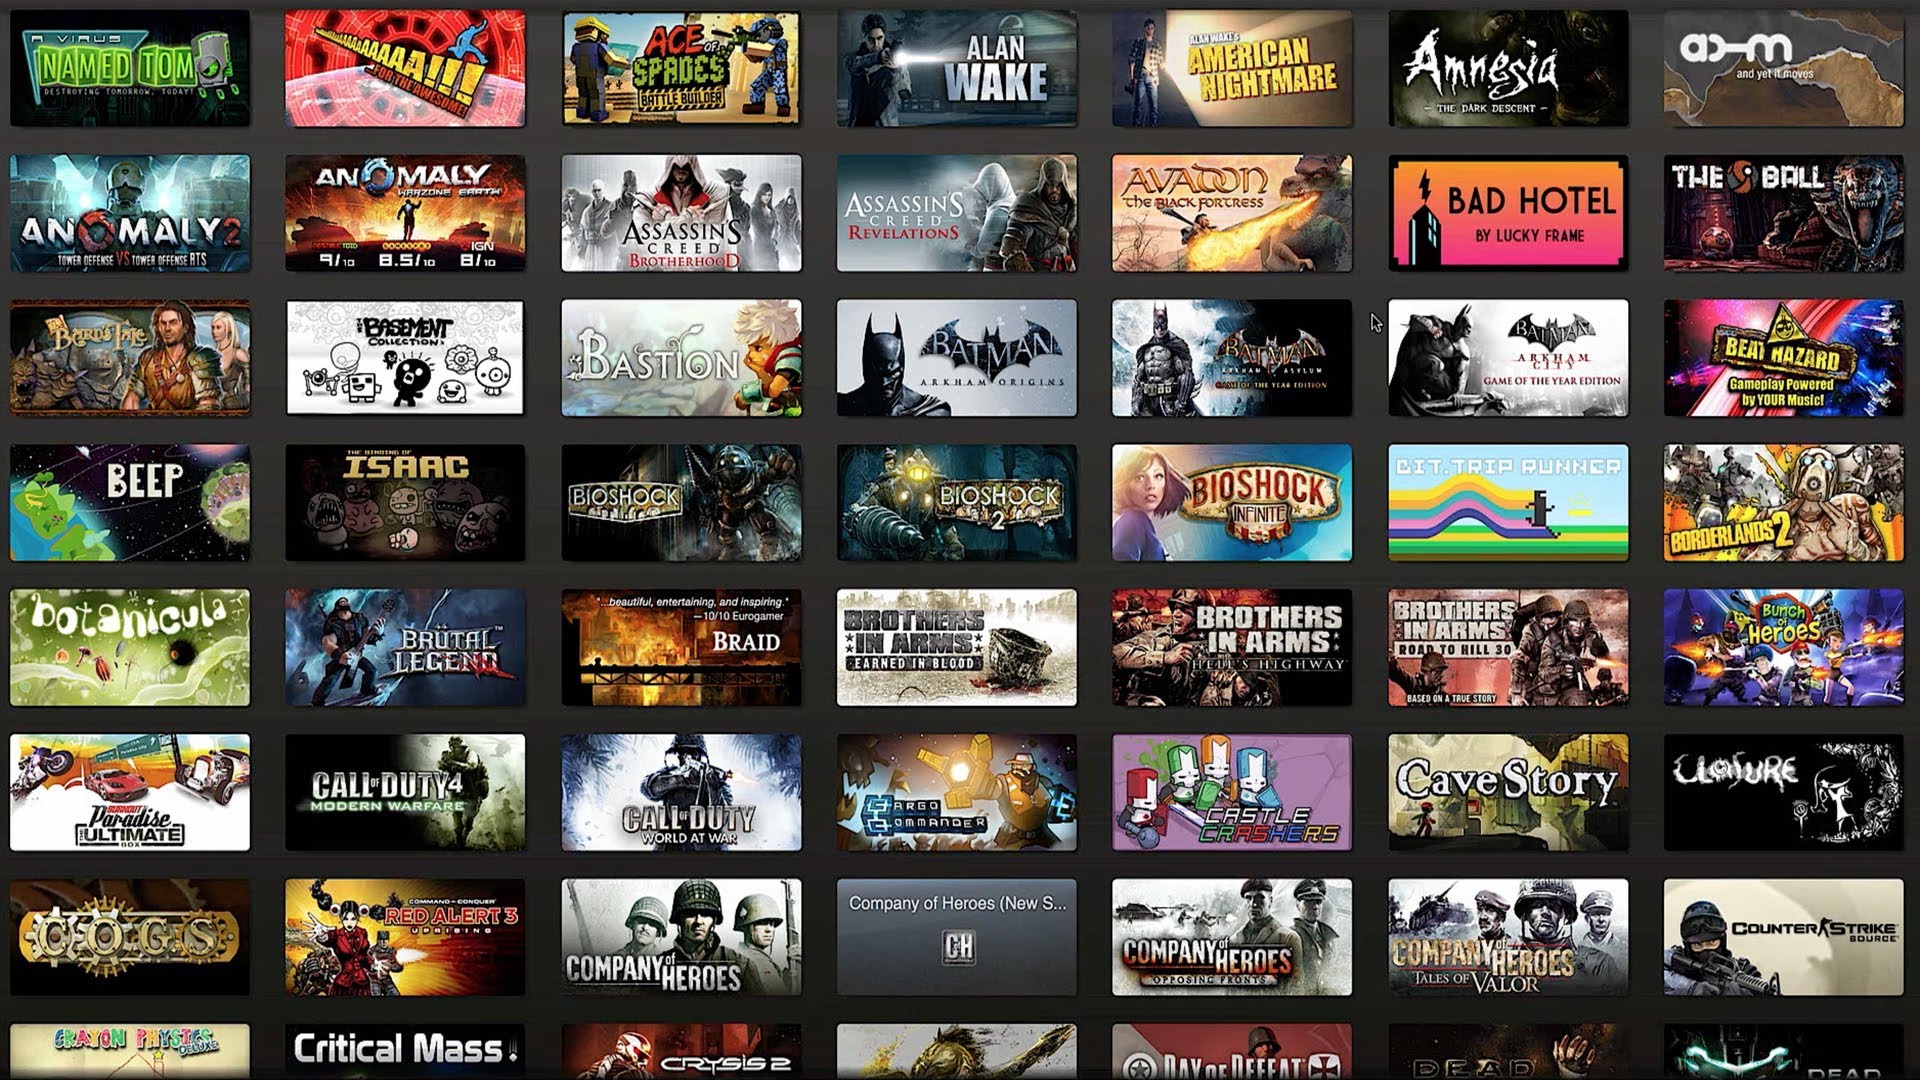 A VIRUS
NAMED TOM
DESTROYING TOMORROW, TODAY!
AAAAAAAA!!!
FOR THE AWESOME!
ACE OF
SPADES
BATTLE BUILDER
ALAN
WAKE
ALAN WAKE'S
AMERICAN
NIGHTMARE
Amnesia
- THE DARK DESCENT -
and yet it moves
ANOMALY 2
TOWER DEFENSE VS TOWER OFFENSE RTS
ANOMALY
WARZONE EARTH
DESTRUCTOID
9/10
GAMESPOT
8.5/10
IGN
8/10
ASSASSIN'S
CREED
BROTHERHOOD
ASSASSIN'S
CREED
REVELATIONS
AVADON
THE BLACK FORTRESS
BAD HOTEL
BY LUCKY FRAME
THE BALL
THE
Bard's Tale
THE
BASEMENT
COLLECTION
BASTION
BATMAN
ARKHAM ORIGINS
BATMAN
ARKHAM ASYLUM
GAME OF THE YEAR EDITION
BATMAN
ARKHAM
CITY
GAME OF THE YEAR EDITION
BEAT HAZARD
Gameplay Powered
by YOUR Music!
BEEP
THE BINDING OF
ISAAC
BIOSHOCK
BIOSHOCK
2
BIOSHOCK
INFINITE
BIT.TRIP RUNNER
BORDERLANDS 2
botanicula
BRÜTAL
LEGEND™
"...beautiful, entertaining, and inspiring."
— 10/10 Eurogamer
BRAID
BROTHERS
IN ARMS
EARNED IN BLOOD
BROTHERS
IN ARMS
HELL'S HIGHWAY
BROTHERS
IN ARMS
ROAD TO HILL 30
BASED ON A TRUE STORY
Bunch
of
Heroes
BURNOUT
Paradise
THE
ULTIMATE
BOX
CALL OF DUTY 4
MODERN WARFARE
CALL OF DUTY
WORLD AT WAR
CARGO
COMMANDER
CASTLE
CRASHERS
CaveStory
CLOSURE
COGS
COMMAND & CONQUER
RED ALERT 3
UPRISING
COMPANY OF HEROES
Company of Heroes (New S...
CoH
COMPANY OF HEROES
OPPOSING FRONTS
COMPANY OF HEROES
TALES OF VALOR
COUNTER STRIKE
SOURCE
CRAYON PHYSICS
DELUXE
Critical Mass!
CRYSIS 2
DAY OF DEFEAT
DEAD
DEAD